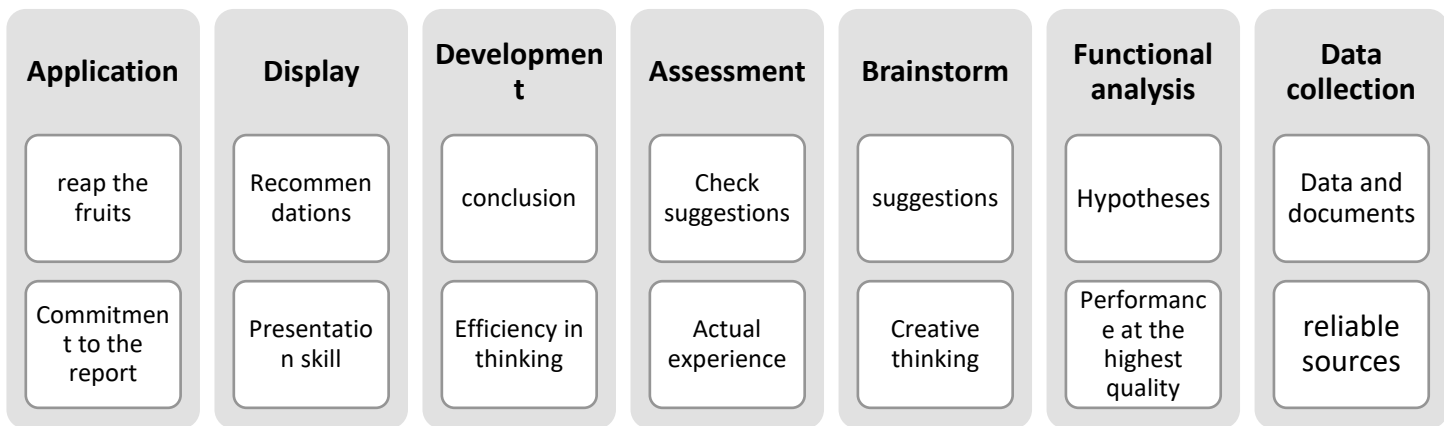 Application
reap the
fruits
Commitmen
t to the
report
Display
Recommen
dations
Presentatio
n skill
Developmen
t
conclusion
Efficiency in
thinking
Assessment
Check
suggestions
Actual
experience
Brainstorm
suggestions
Creative
thinking
Functional
analysis
Hypotheses
Performanc
e at the
highest
quality
Data
collection
Data and
documents
reliable
sources